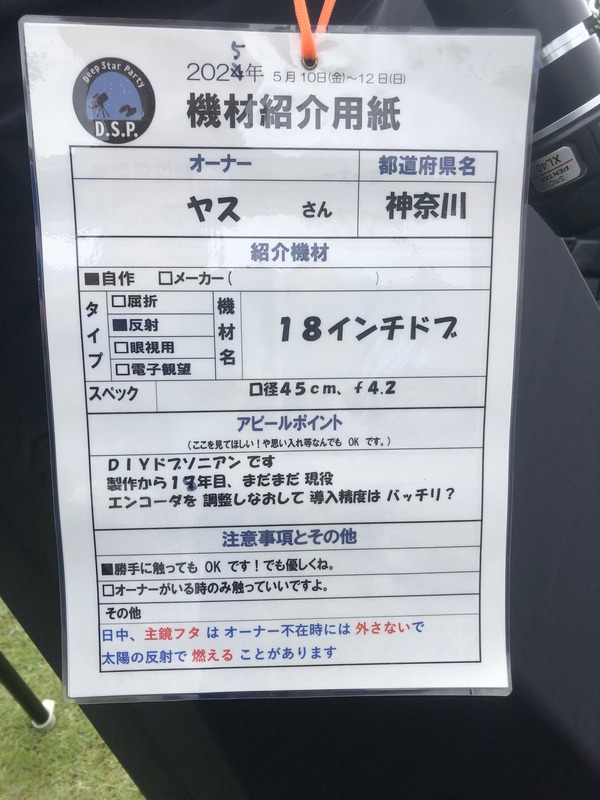 Deep Star Party
D.S.P.
5
2024年 5月10日(金)～12日(日)
機材紹介用紙
オーナー 都道府県名
ヤス さん 神奈川
紹介機材
■自作 □メーカー( )
タイプ
□屈折
■反射
□眼視用
□電子観望
機材名
18インチドブ
スペック 口径45cm、f4.2
アピールポイント
(ここを見てほしい!や思い入れ等なんでも OK です。)
DIYドブソニアンです
製作から年目、まだまだ 現役
エンコーダを 調整しなおして 導入精度は バッチリ?
注意事項とその他
■勝手に触っても OK です!でも優しくね。
□オーナーがいる時のみ触っていいですよ。
その他
日中、主鏡フタ は オーナー不在時には 外さないで
太陽の反射で 燃える ことがあります
smc
PENTAX
XL40